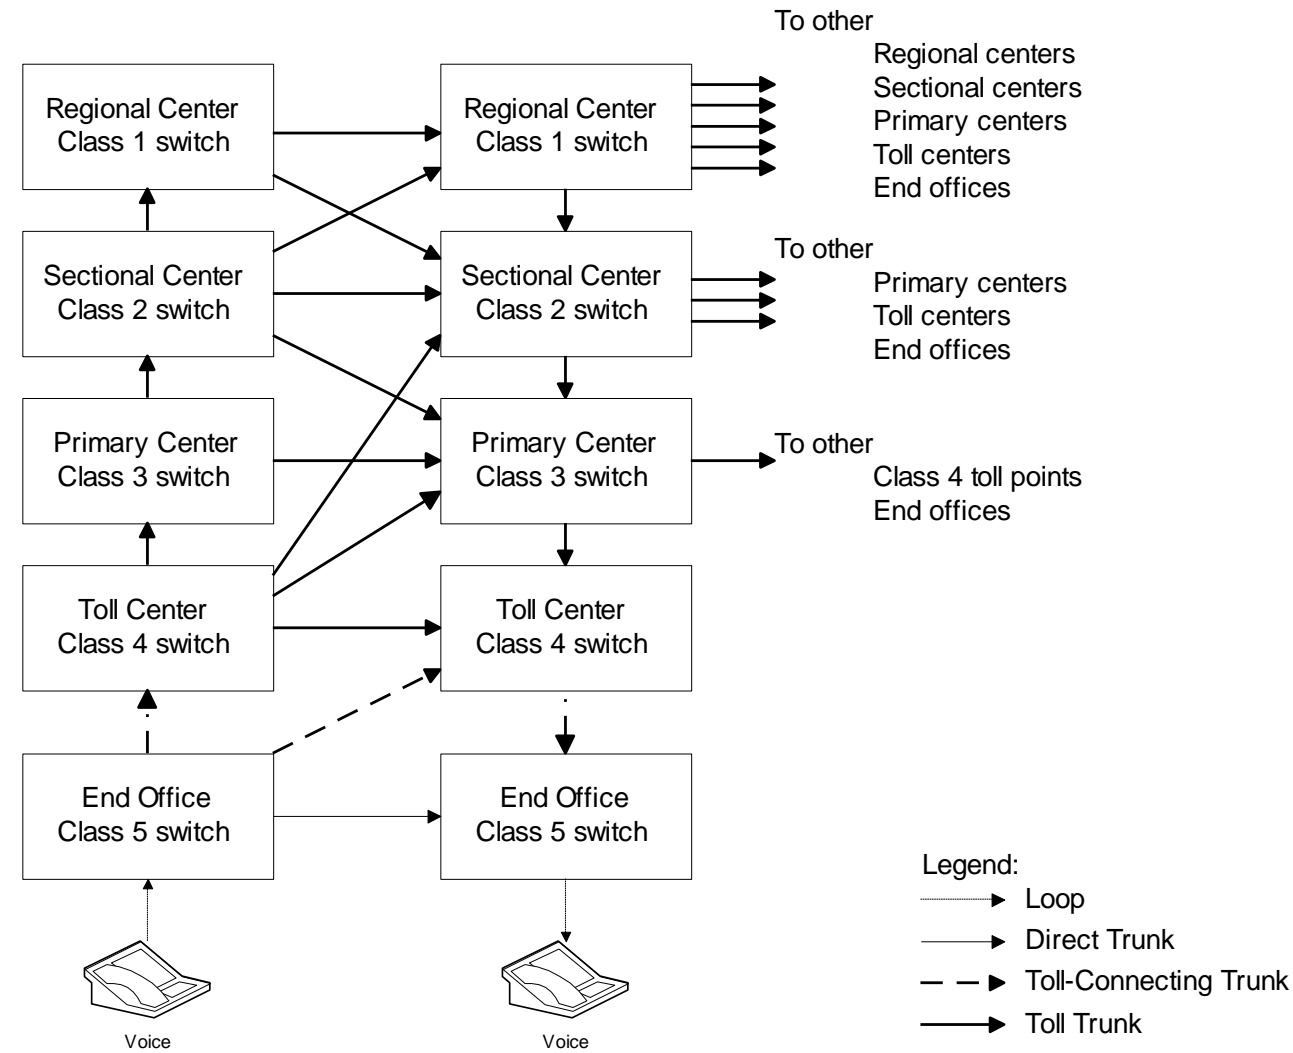 To other
Regional centers
Sectional centers
Primary centers
Toll centers
End offices
Regional Center
Class 1 switch
Regional Center
Class 1 switch
To other
Primary centers
Toll centers
End offices
Sectional Center
Class 2 switch
Sectional Center
Class 2 switch
To other
Class 4 toll points
End offices
Primary Center
Class 3 switch
Primary Center
Class 3 switch
Toll Center
Class 4 switch
Toll Center
Class 4 switch
End Office
Class 5 switch
End Office
Class 5 switch
Legend:
Loop
Direct Trunk
Toll-Connecting Trunk
Toll Trunk
Voice
Voice